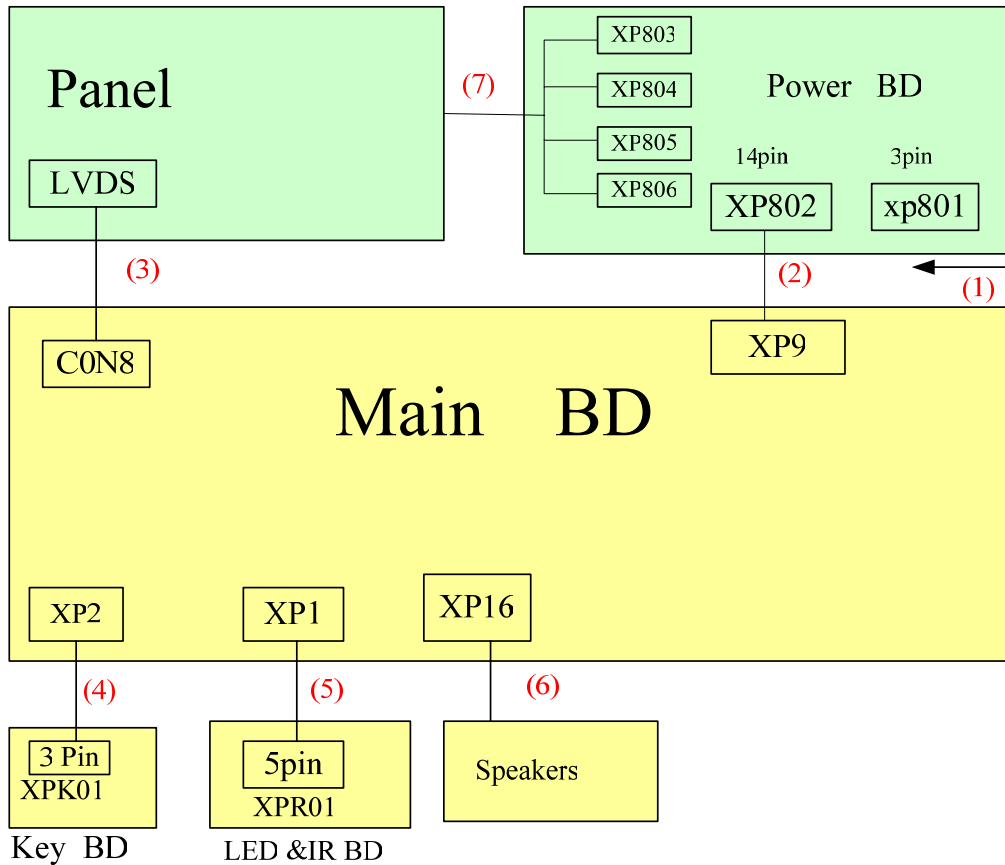 XP803
Panel
(7)
XP804
Power BD
XP805
14pin
3pin
LVDS
XP806
XP802
xp801
(3)
(2)
(1)
C0N8
XP9
Main BD
XP2
XP1
XP16
(4)
(5)
(6)
3 Pin
XPK01
5pin
XPR01
Speakers
Key BD
LED &IR BD